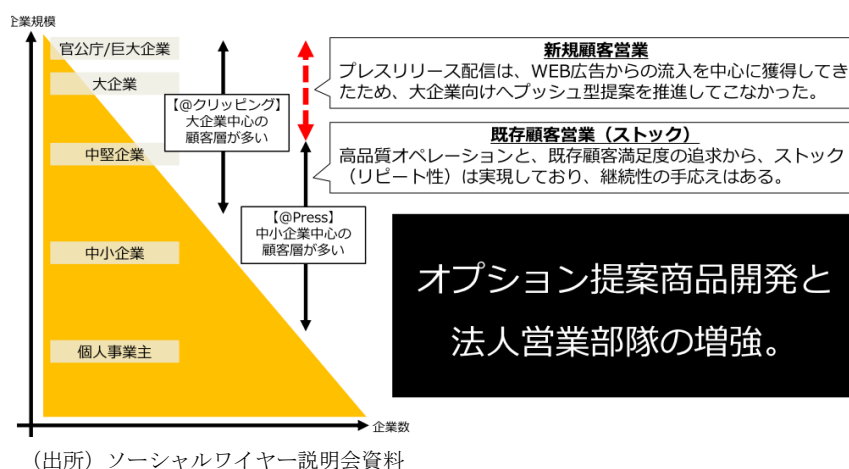 企業規模
官公庁/巨大企業
大企業
中堅企業
中小企業
個人事業主
企業数
【@クリッピング】
大企業中心の
顧客層が多い
【@Press】
中小企業中心の
顧客層が多い
新規顧客営業
プレスリリース配信は、WEB広告からの流入を中心に獲得してき
たため、大企業向けへプッシュ型提案を推進してこなかった。
既存顧客営業（ストック）
高品質オペレーションと、既存顧客満足度の追求から、ストック
（リピート性）は実現しており、継続性の手応えはある。
オプション提案商品開発と
法人営業部隊の増強。
（出所）ソーシャルワイヤー説明会資料